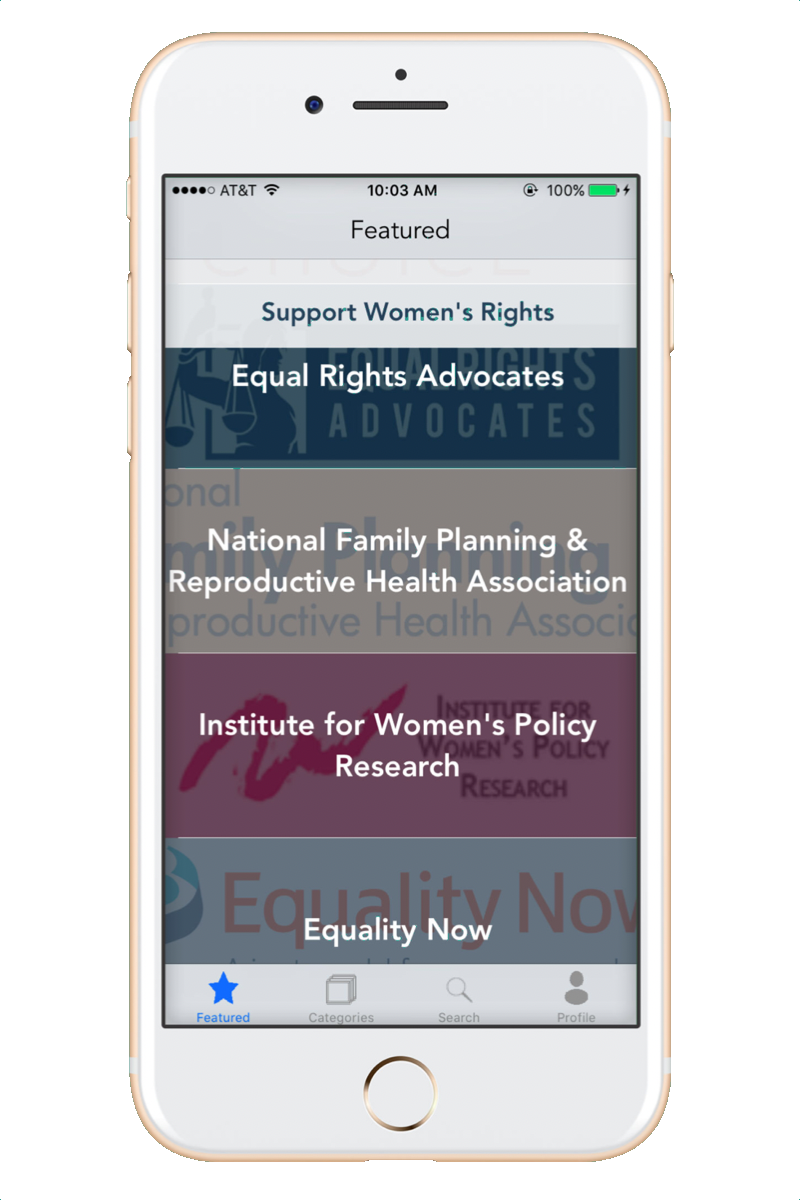 AT&T 10:03 AM 100%
Featured
CHOICE
Support Women's Rights
EQUAL RIGHTS
Equal Rights Advocates
ADVOCATES
onal
mily Planning
National Family Planning &
Reproductive Health Association
productive Health Associa
INSTITUTE FOR
Institute for Women's Policy
WOMEN'S POLICY
Research
RESEARCH
Equality Now
Equality Now
Featured Categories Search Profile